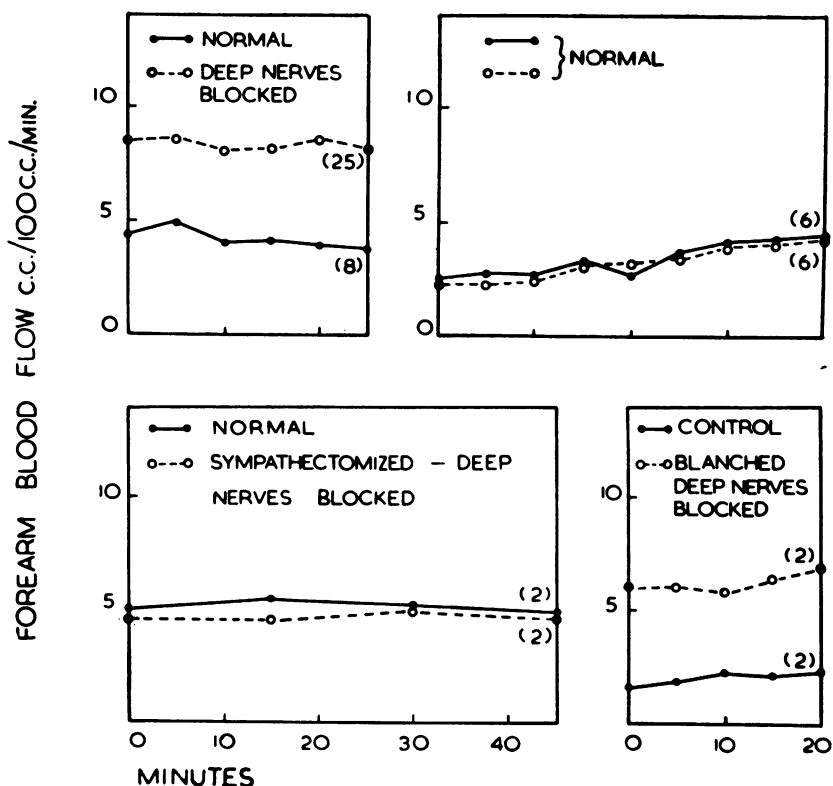 FOREARM BLOOD FLOW C.C./100C.C./MIN.
NORMAL
DEEP NERVES
BLOCKED
10
5
0
(25)
(8)
NORMAL
10
5
0
(6)
(6)
NORMAL
SYMPATHECTOMIZED – DEEP
NERVES BLOCKED
10
5
0
(2)
(2)
0 10 20 30 40
MINUTES
CONTROL
BLANCHED
DEEP NERVES
BLOCKED
10
5
(2)
(2)
0 10 20